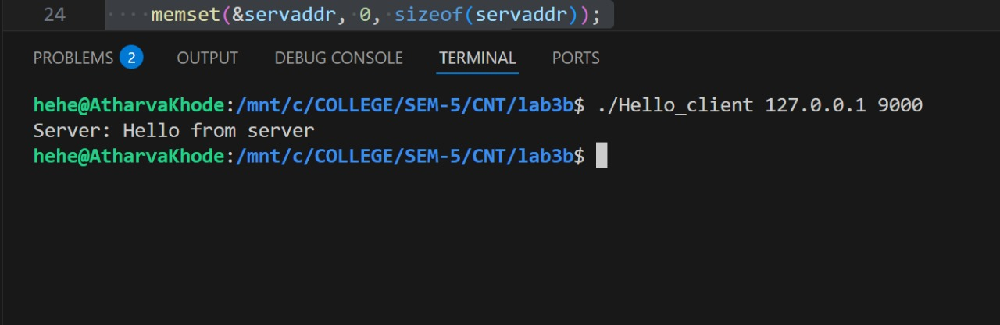 24 memset(&servaddr, 0, sizeof(servaddr));
PROBLEMS 2 OUTPUT DEBUG CONSOLE TERMINAL PORTS
hehe@AtharvaKhode:/mnt/c/COLLEGE/SEM-5/CNT/lab3b$ ./Hello_client 127.0.0.1 9000
Server: Hello from server
hehe@AtharvaKhode:/mnt/c/COLLEGE/SEM-5/CNT/lab3b$